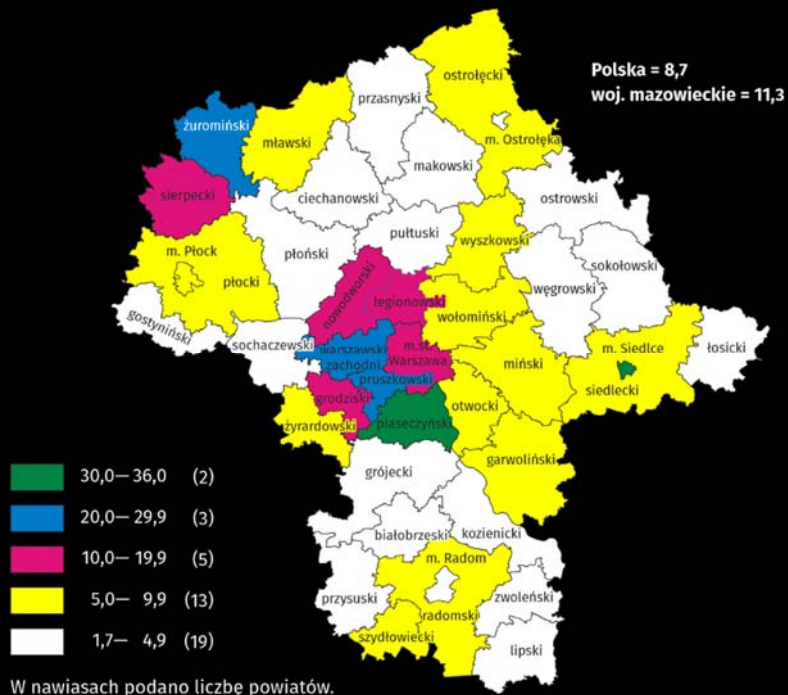 ostrołęcki
Polska = 8,7
woj. mazowieckie = 11,3
przasnyski
żuromiński
mławski
m. Ostrołęka
makowski
sierpecki
ciechanowski
ostrowski
pułtuski
wyszkowski
m. Płock
płoński
sokołowski
płocki
węgrowski
nowodworski
legionowski
gostyniński
wołomiński
sochaczewski
warszawski
zachodni
m.st.
Warszawa
m. Siedlce
łosicki
miński
pruszkowski
siedlecki
grodziski
otwocki
żyrardowski
piaseczyński
garwoliński
grójecki
30,0— 36,0 (2)
20,0— 29,9 (3)
białobrzeski
kozienicki
10,0— 19,9 (5)
m. Radom
przysuski
zwoleński
5,0— 9,9 (13)
radomski
szydłowiecki
1,7— 4,9 (19)
lipski
W nawiasach podano liczbę powiatów.